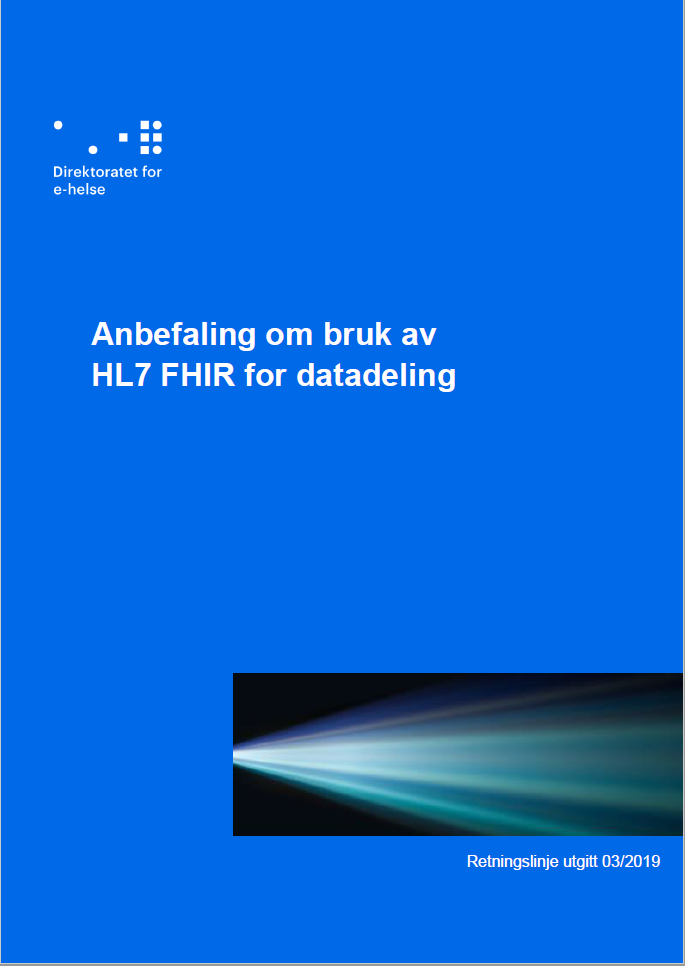 Direktoratet for
e-helse
Anbefaling om bruk av
HL7 FHIR for datadeling
Retningslinje utgitt 03/2019